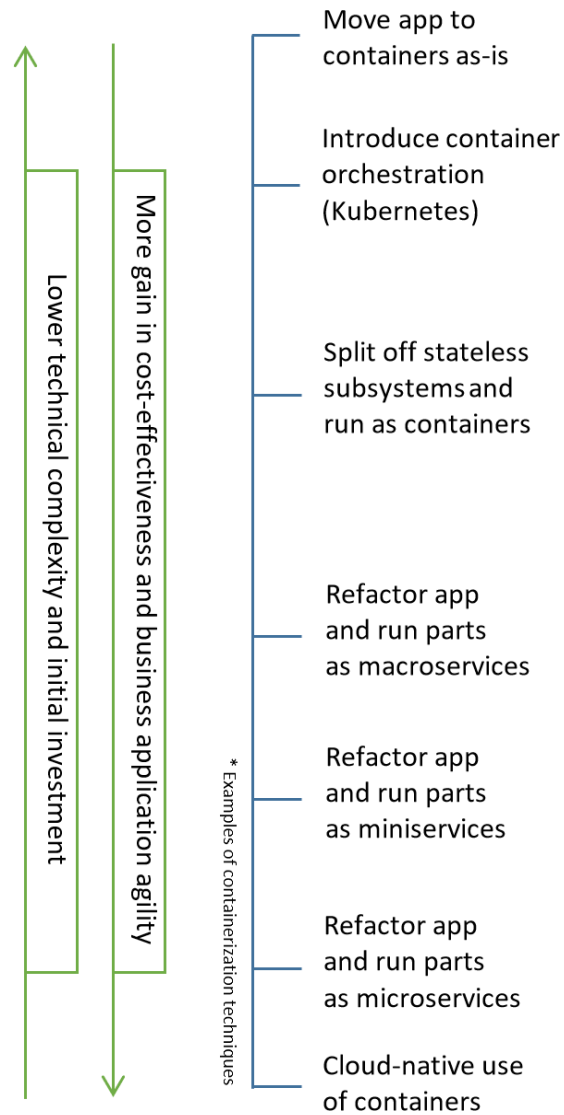 Move app to
containers as-is
Introduce container
orchestration
(Kubernetes)
Split off stateless
subsystems and
run as containers
Refactor app
and run parts
as macroservices
Refactor app
and run parts
as miniservices
Refactor app
and run parts
as microservices
Cloud-native use
of containers
Lower technical complexity and initial investment
More gain in cost-effectiveness and business application agility
* Examples of containerization techniques